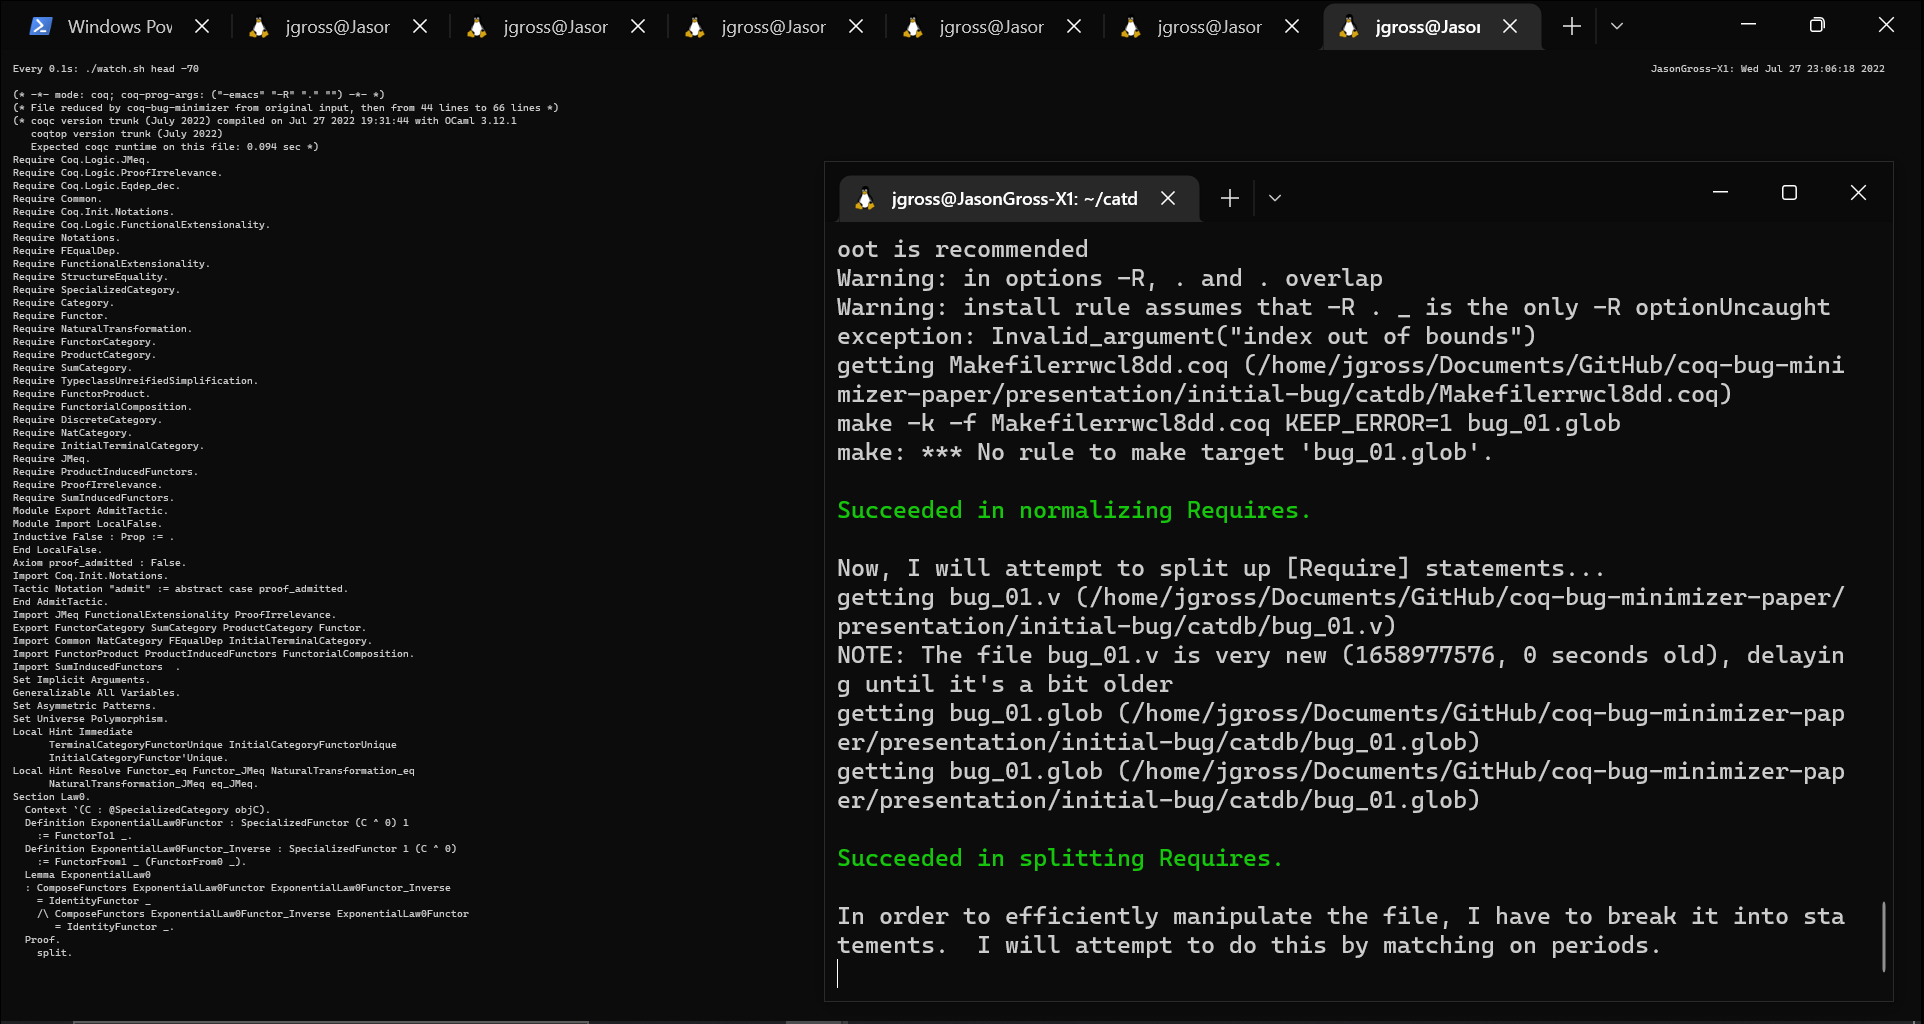 Windows Pov
jgross@Jasor
jgross@Jasor
jgross@Jasor
jgross@Jasor
jgross@Jasor
jgross@Jasor
Every 0.1s: ./watch.sh head -70
JasonGross-X1: Wed Jul 27 23:06:18 2022
(* -*- mode: coq; coq-prog-args: ("-emacs" "-R" "." "") -*- *)
(* File reduced by coq-bug-minimizer from original input, then from 44 lines to 66 lines *)
(* coqc version trunk (July 2022) compiled on Jul 27 2022 19:31:44 with OCaml 3.12.1
   coqtop version trunk (July 2022)
   Expected coqc runtime on this file: 0.094 sec *)
Require Coq.Logic.JMeq.
Require Coq.Logic.ProofIrrelevance.
Require Coq.Logic.Eqdep_dec.
Require Common.
Require Coq.Init.Notations.
Require Coq.Logic.FunctionalExtensionality.
Require Notations.
Require FEqualDep.
Require FunctionalExtensionality.
Require StructureEquality.
Require SpecializedCategory.
Require Category.
Require Functor.
Require NaturalTransformation.
Require FunctorCategory.
Require ProductCategory.
Require SumCategory.
Require TypeclassUnreifiedSimplification.
Require FunctorProduct.
Require FunctorialComposition.
Require DiscreteCategory.
Require NatCategory.
Require InitialTerminalCategory.
Require JMeq.
Require ProductInducedFunctors.
Require ProofIrrelevance.
Require SumInducedFunctors.
Module Export AdmitTactic.
Module Import LocalFalse.
Inductive False : Prop := .
End LocalFalse.
Axiom proof_admitted : False.
Import Coq.Init.Notations.
Tactic Notation "admit" := abstract case proof_admitted.
End AdmitTactic.
Import JMeq FunctionalExtensionality ProofIrrelevance.
Export FunctorCategory SumCategory ProductCategory Functor.
Import Common NatCategory FEqualDep InitialTerminalCategory.
Import FunctorProduct ProductInducedFunctors FunctorialComposition.
Import SumInducedFunctors  .
Set Implicit Arguments.
Generalizable All Variables.
Set Asymmetric Patterns.
Set Universe Polymorphism.
Local Hint Immediate
      TerminalCategoryFunctorUnique InitialCategoryFunctorUnique
      InitialCategoryFunctor'Unique.
Local Hint Resolve Functor_eq Functor_JMeq NaturalTransformation_eq
      NaturalTransformation_JMeq eq_JMeq.
Section Law0.
  Context `(C : @SpecializedCategory objC).
  Definition ExponentialLaw0Functor : SpecializedFunctor (C ^ 0) 1
    := FunctorTo1 _.
  Definition ExponentialLaw0Functor_Inverse : SpecializedFunctor 1 (C ^ 0)
    := FunctorFrom1 _ (FunctorFrom0 _).
  Lemma ExponentialLaw0
  : ComposeFunctors ExponentialLaw0Functor ExponentialLaw0Functor_Inverse
    = IdentityFunctor _
    /\ ComposeFunctors ExponentialLaw0Functor_Inverse ExponentialLaw0Functor
       = IdentityFunctor _.
  Proof.
    split.
jgross@JasonGross-X1: ~/catd
oot is recommended
Warning: in options -R, . and . overlap
Warning: install rule assumes that -R . _ is the only -R optionUncaught
exception: Invalid_argument("index out of bounds")
getting Makefilerrwcl8dd.coq (/home/jgross/Documents/GitHub/coq-bug-mini
mizer-paper/presentation/initial-bug/catdb/Makefilerrwcl8dd.coq)
make -k -f Makefilerrwcl8dd.coq KEEP_ERROR=1 bug_01.glob
make: *** No rule to make target 'bug_01.glob'.
Succeeded in normalizing Requires.
Now, I will attempt to split up [Require] statements...
getting bug_01.v (/home/jgross/Documents/GitHub/coq-bug-minimizer-paper/
presentation/initial-bug/catdb/bug_01.v)
NOTE: The file bug_01.v is very new (1658977576, 0 seconds old), delayin
g until it's a bit older
getting bug_01.glob (/home/jgross/Documents/GitHub/coq-bug-minimizer-pap
er/presentation/initial-bug/catdb/bug_01.glob)
getting bug_01.glob (/home/jgross/Documents/GitHub/coq-bug-minimizer-pap
er/presentation/initial-bug/catdb/bug_01.glob)
Succeeded in splitting Requires.
In order to efficiently manipulate the file, I have to break it into sta
tements.  I will attempt to do this by matching on periods.